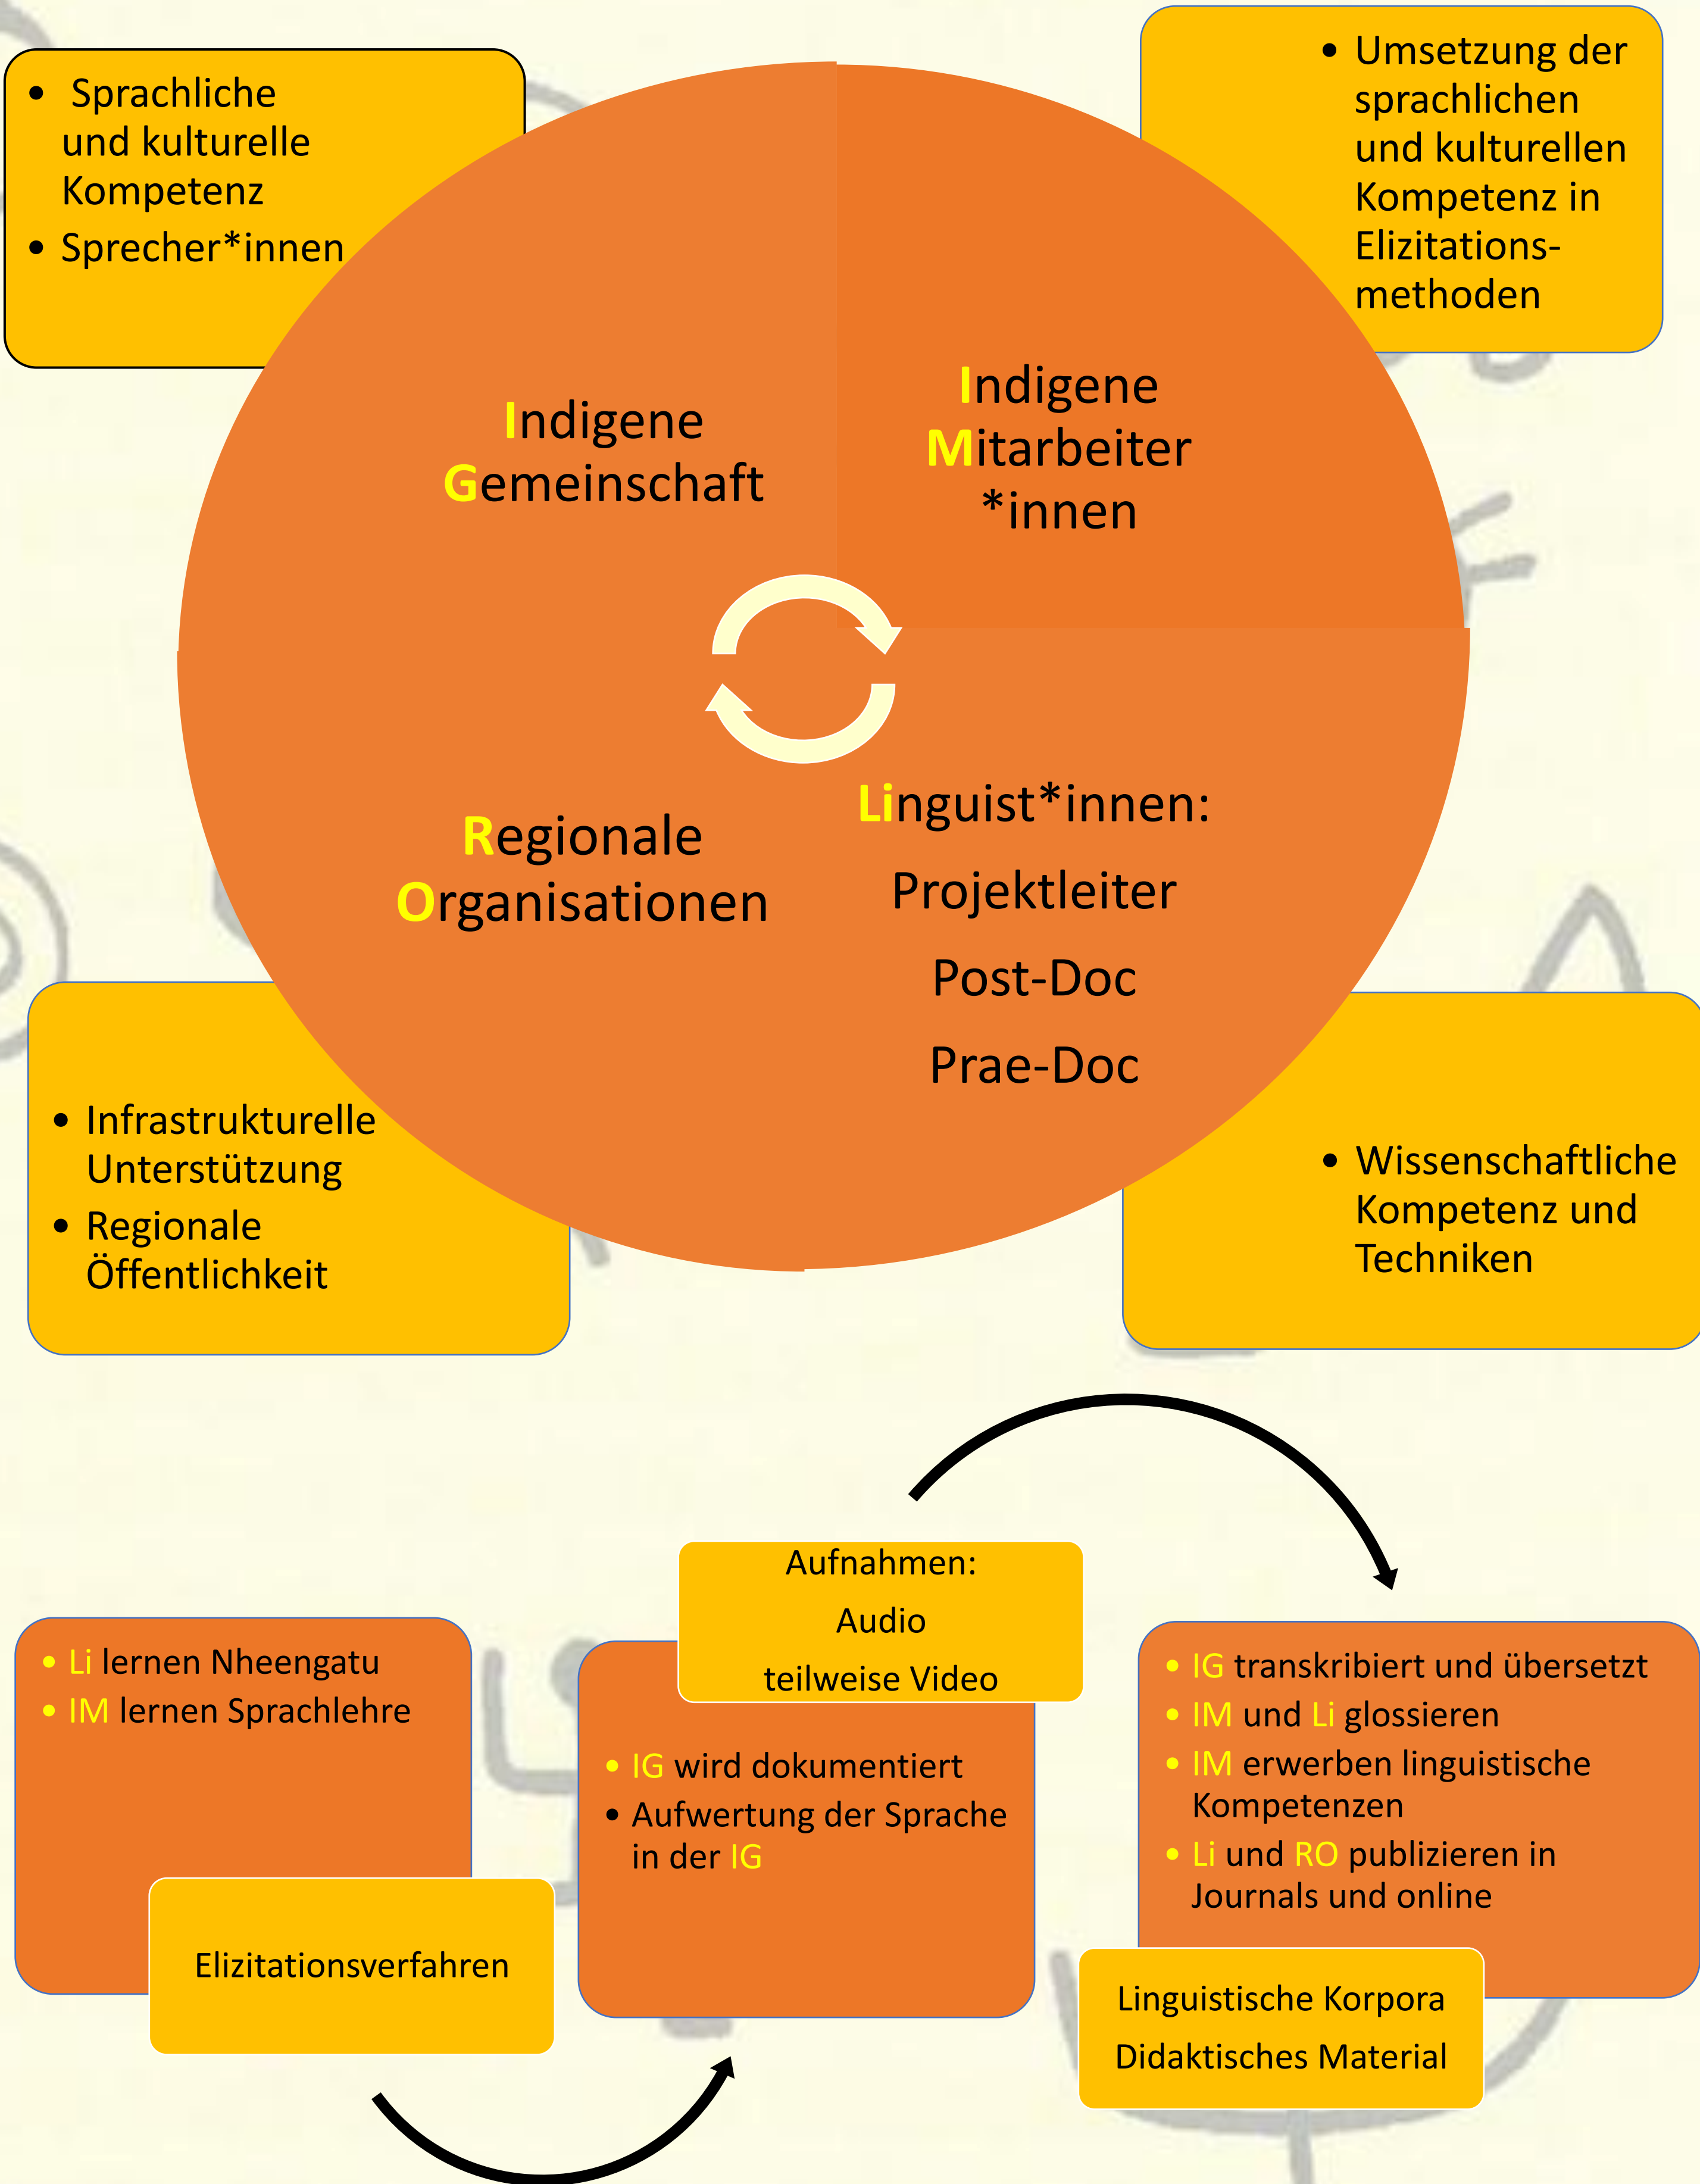 • Sprachliche
und kulturelle
Kompetenz
• Sprecher*innen
• Umsetzung der
sprachlichen
und kulturellen
Kompetenz in
Elizitations-
methoden
Indigene
Gemeinschaft
Indigene
Mitarbeiter
*innen
Regionale
Organisationen
Linguist*innen:
Projektleiter
Post-Doc
Prae-Doc
• Infrastrukturelle
Unterstützung
• Regionale
Öffentlichkeit
• Wissenschaftliche
Kompetenz und
Techniken
• Li lernen Nheengatu
• IM lernen Sprachlehre
Elizitationsverfahren
Aufnahmen:
Audio
teilweise Video
• IG wird dokumentiert
• Aufwertung der Sprache
in der IG
• IG transkribiert und übersetzt
• IM und Li glossieren
• IM erwerben linguistische
Kompetenzen
• Li und RO publizieren in
Journals und online
Linguistische Korpora
Didaktisches Material